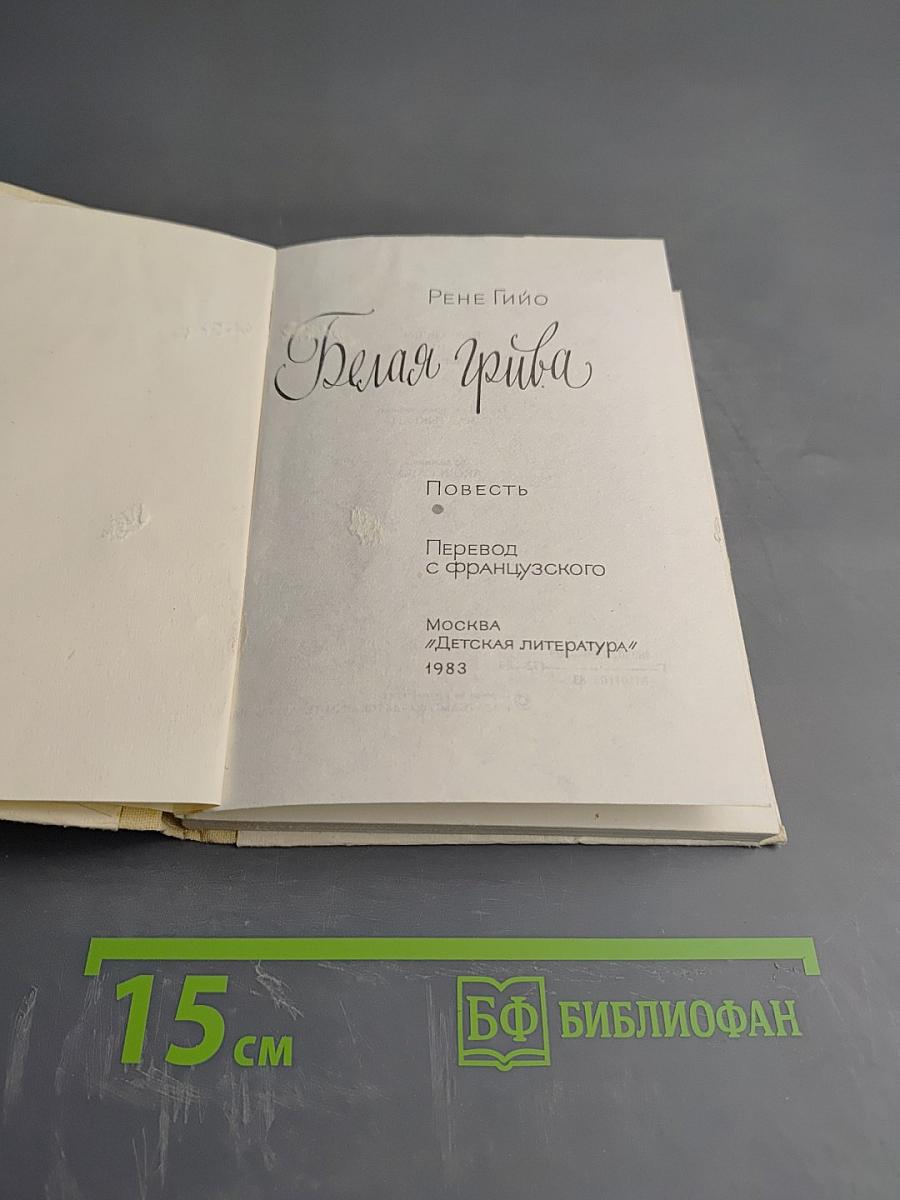 Рене Гийо
Белая грива
Повесть
Перевод
с французского
Москва
"Детская литература"
1983
15 см
БФ БИБЛИОФАН